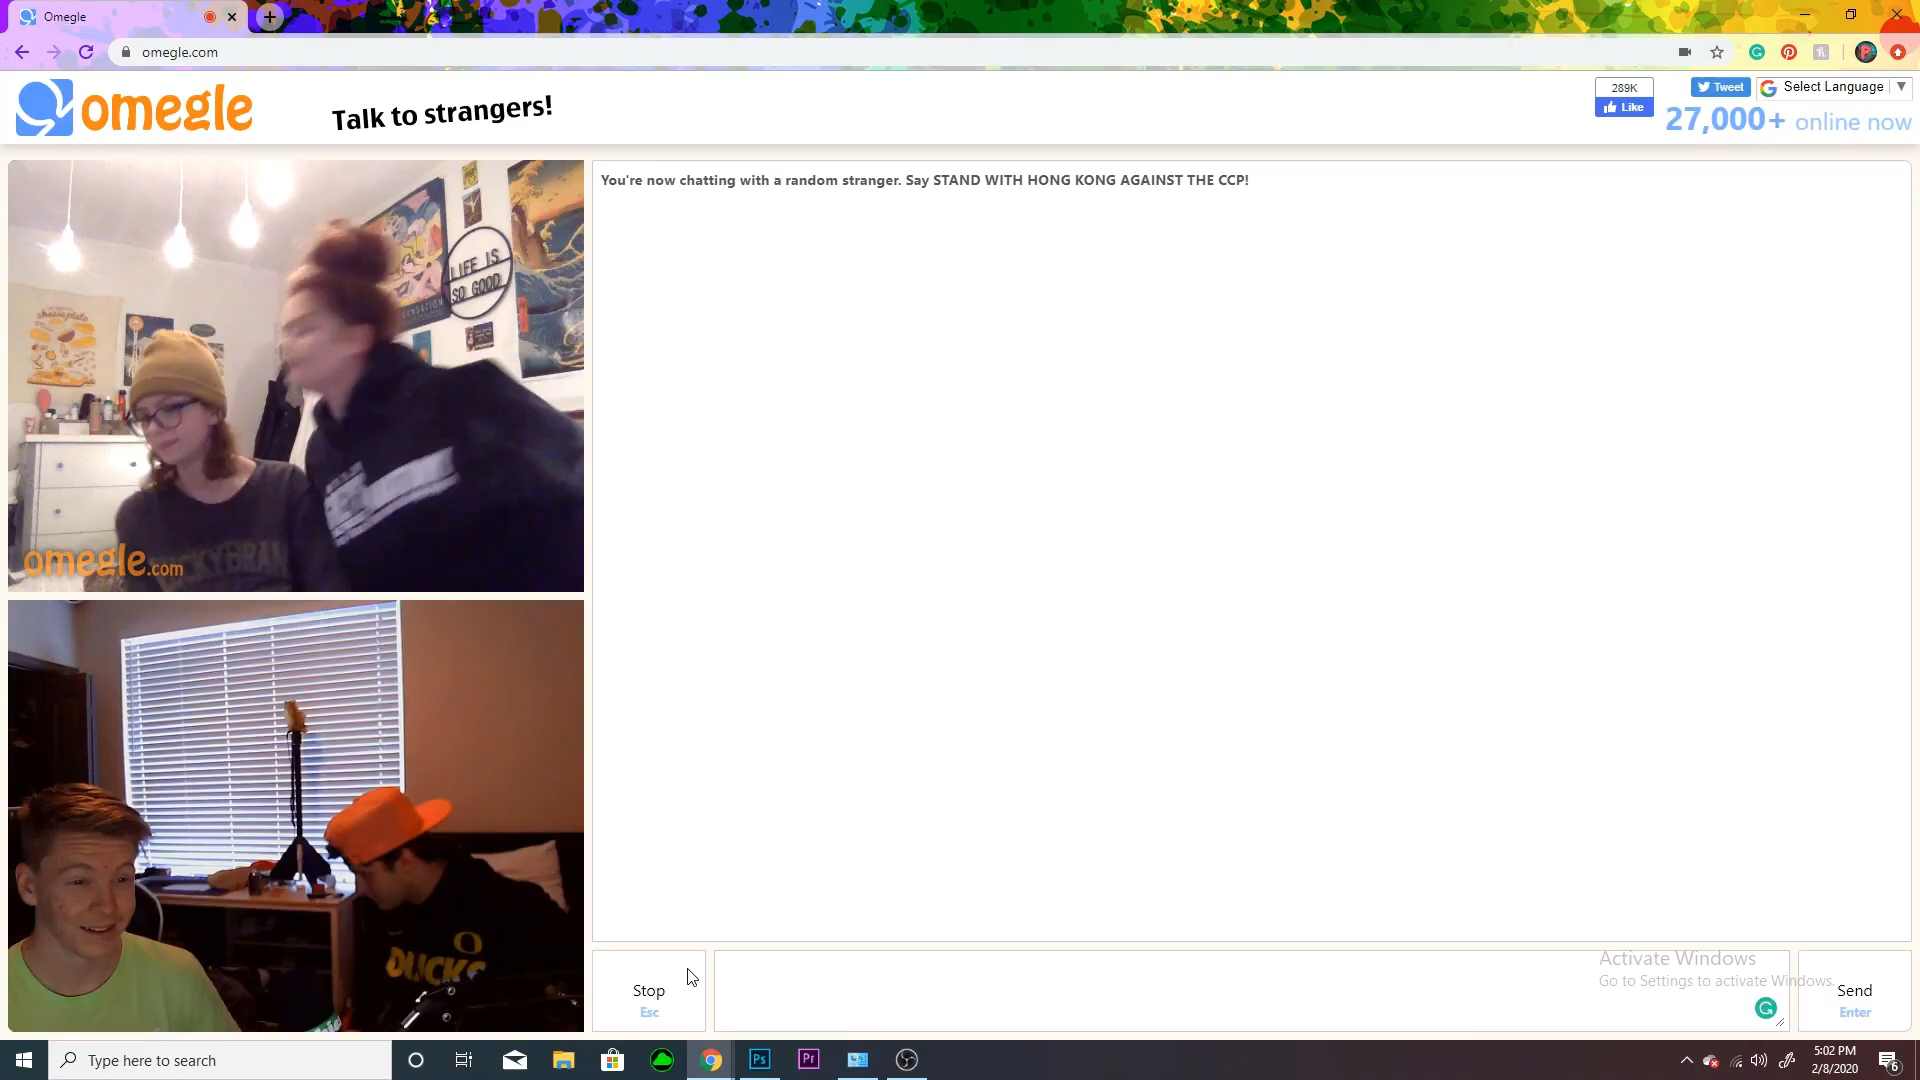 Omegle
omegle.com
omegle
Talk to strangers!
289K
Like
Tweet
Select Language
27,000+ online now
You're now chatting with a random stranger. Say STAND WITH HONG KONG AGAINST THE CCP!
LIFE IS
SO GOOD
omegle.com
DUCKS
Stop
Esc
Activate Windows
Go to Settings to activate Windows.
Send
Enter
Type here to search
Ps
Pr
5:02 PM
2/8/2020
6